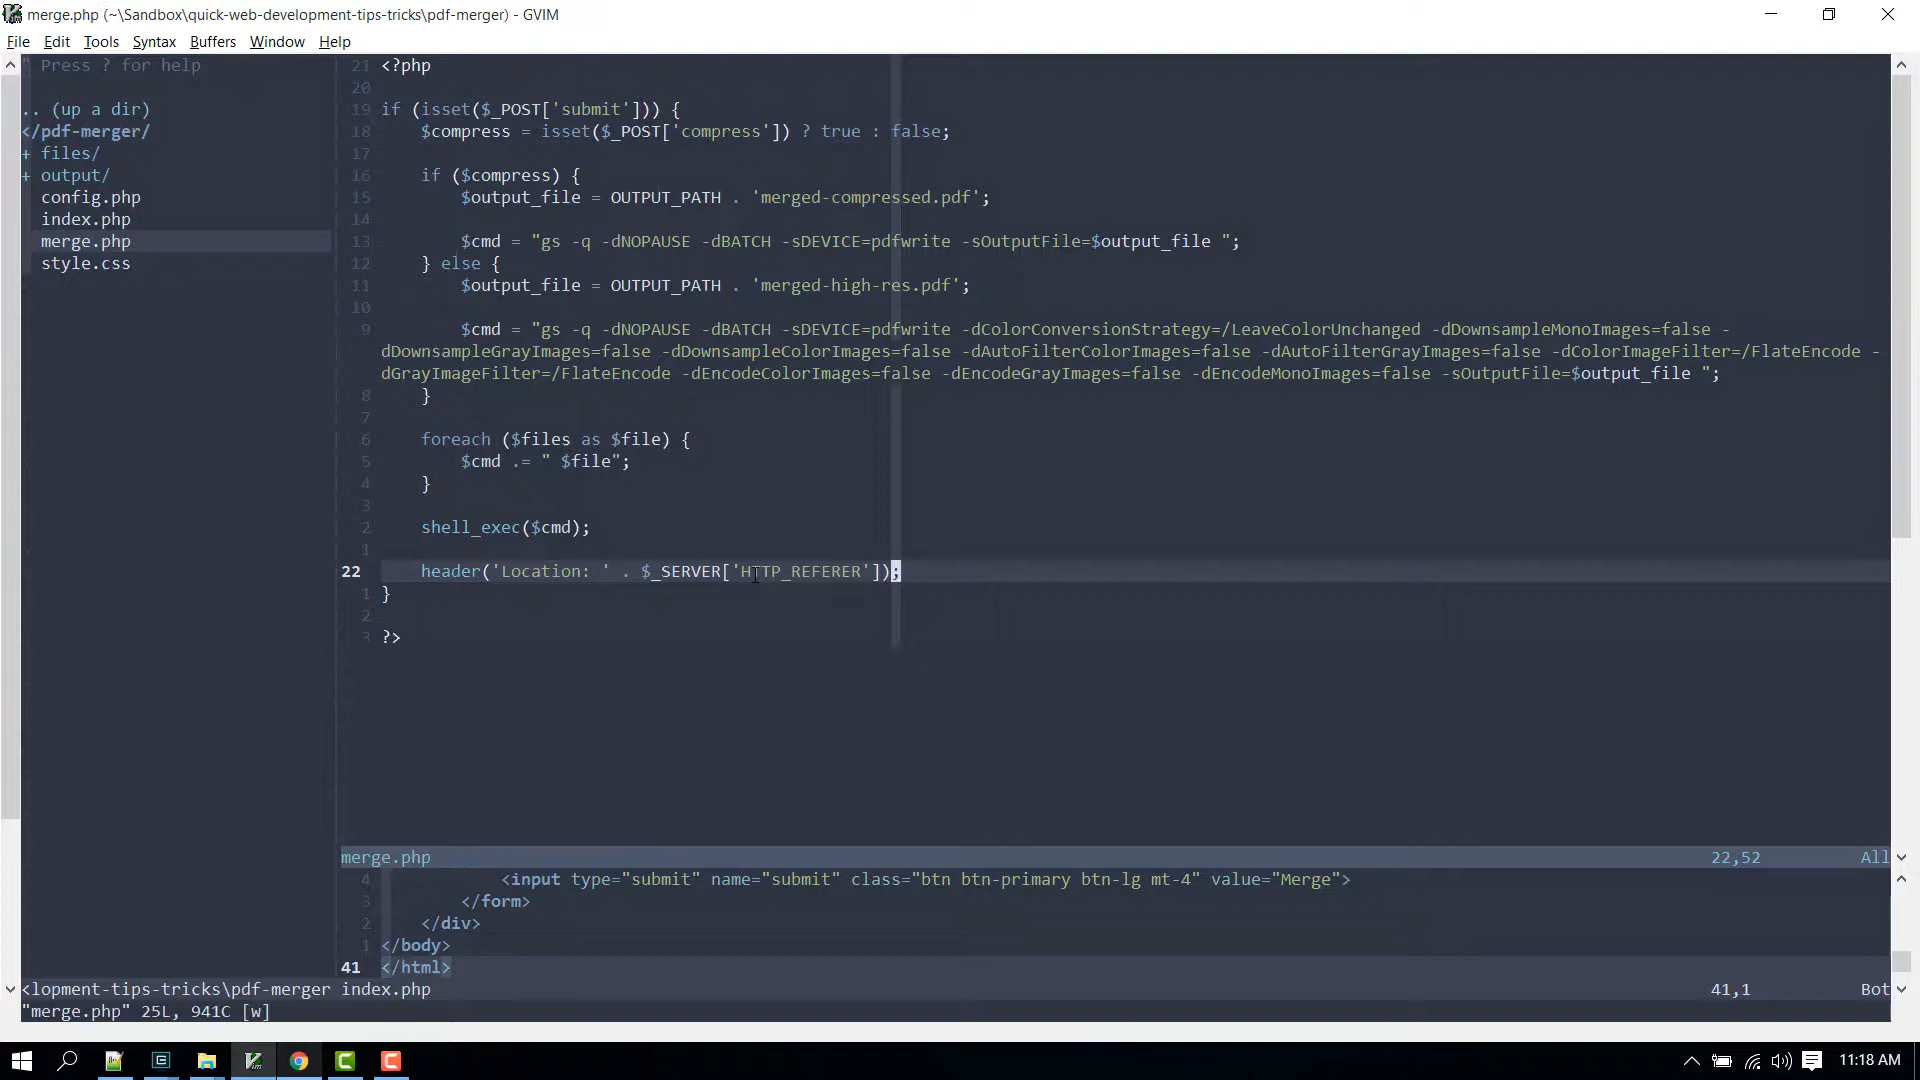 merge.php (~\Sandbox\quick-web-development-tips-tricks\pdf-merger) - GVIM
File Edit Tools Syntax Buffers Window Help
" Press ? for help
.. (up a dir)
</pdf-merger/
+ files/
+ output/
config.php
index.php
merge.php
style.css
21 <?php
20
19 if (isset($_POST['submit'])) {
18 $compress = isset($_POST['compress']) ? true : false;
17
16 if ($compress) {
15 $output_file = OUTPUT_PATH . 'merged-compressed.pdf';
14
13 $cmd = "gs -q -dNOPAUSE -dBATCH -sDEVICE=pdfwrite -sOutputFile=$output_file ";
12 } else {
11 $output_file = OUTPUT_PATH . 'merged-high-res.pdf';
10
9 $cmd = "gs -q -dNOPAUSE -dBATCH -sDEVICE=pdfwrite -dColorConversionStrategy=/LeaveColorUnchanged -dDownsampleMonoImages=false -
dDownsampleGrayImages=false -dDownsampleColorImages=false -dAutoFilterColorImages=false -dAutoFilterGrayImages=false -dColorImageFilter=/FlateEncode -
dGrayImageFilter=/FlateEncode -dEncodeColorImages=false -dEncodeGrayImages=false -dEncodeMonoImages=false -sOutputFile=$output_file ";
8 }
7
6 foreach ($files as $file) {
5 $cmd .= " $file";
4 }
3
2 shell_exec($cmd);
1
22 header('Location: ' . $_SERVER['HTTP_REFERER']);
1 }
2
3 ?>
merge.php 22,52 All
4 <input type="submit" name="submit" class="btn btn-primary btn-lg mt-4" value="Merge">
3 </form>
2 </div>
1 </body>
41 </html>
<lopment-tips-tricks\pdf-merger index.php 41,1 Bot
"merge.php" 25L, 941C [w]
11:18 AM